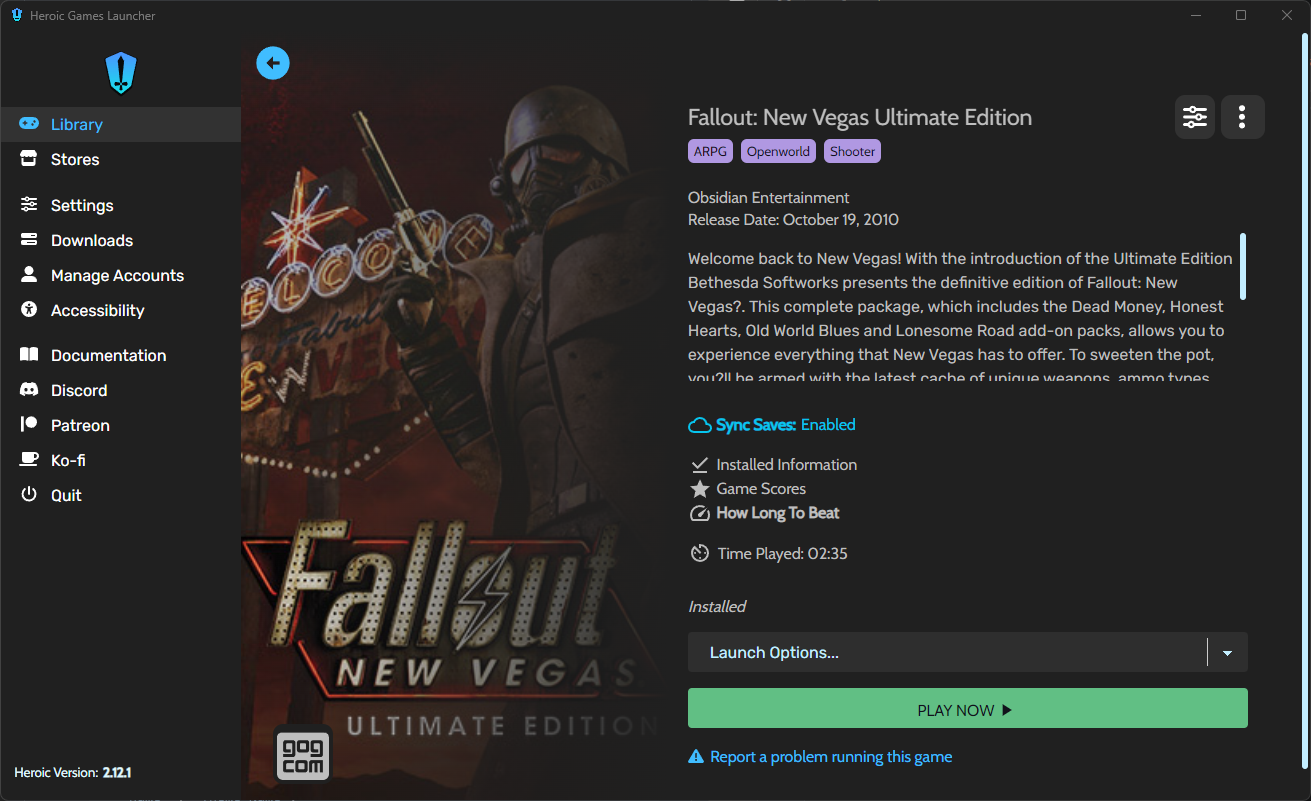 Heroic Games Launcher
Library
Stores
Settings
Downloads
Manage Accounts
Accessibility
Documentation
Discord
Patreon
Ko-fi
Quit
Heroic Version: 2.12.1
WELCOME
Fabulous
Fallout
NEW VEGAS
ULTIMATE EDITION
gog
com
Fallout: New Vegas Ultimate Edition
ARPG
Openworld
Shooter
Obsidian Entertainment
Release Date: October 19, 2010
Welcome back to New Vegas! With the introduction of the Ultimate Edition
Bethesda Softworks presents the definitive edition of Fallout: New
Vegas?. This complete package, which includes the Dead Money, Honest
Hearts, Old World Blues and Lonesome Road add-on packs, allows you to
experience everything that New Vegas has to offer. To sweeten the pot,
you?ll be armed with the latest cache of unique weapons, ammo types
Sync Saves: Enabled
Installed Information
Game Scores
How Long To Beat
Time Played: 02:35
Installed
Launch Options...
PLAY NOW
Report a problem running this game